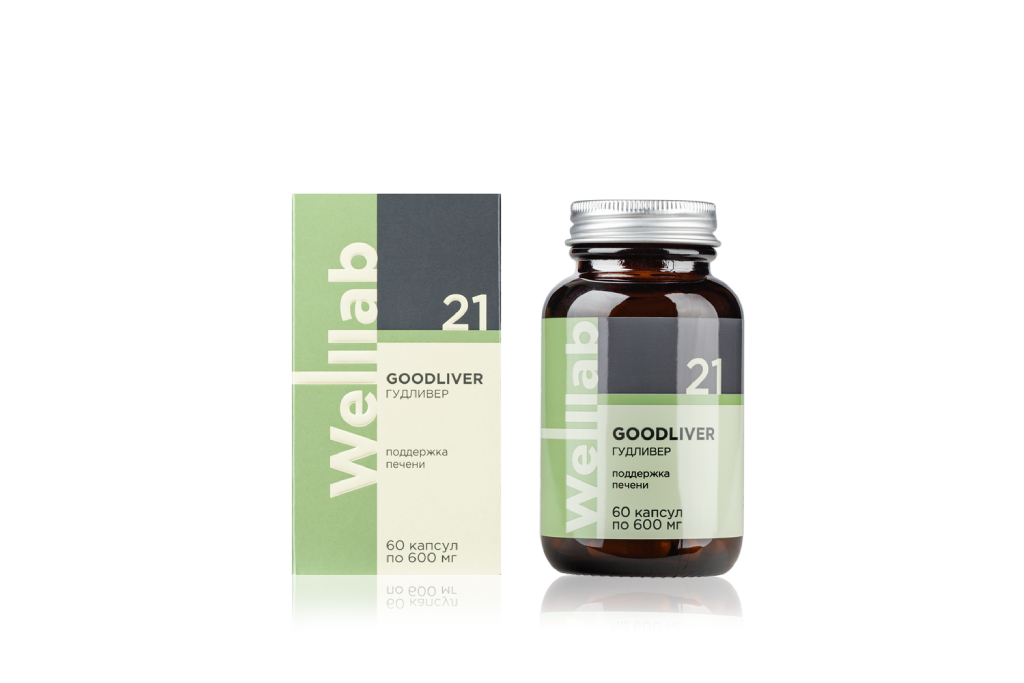 Welllab
21
GOODLIVER
ГУДЛИВЕР
поддержка
печени
60 капсул
по 600 мг
Welllab
21
GOODLIVER
ГУДЛИВЕР
поддержка
печени
60 капсул
по 600 мг